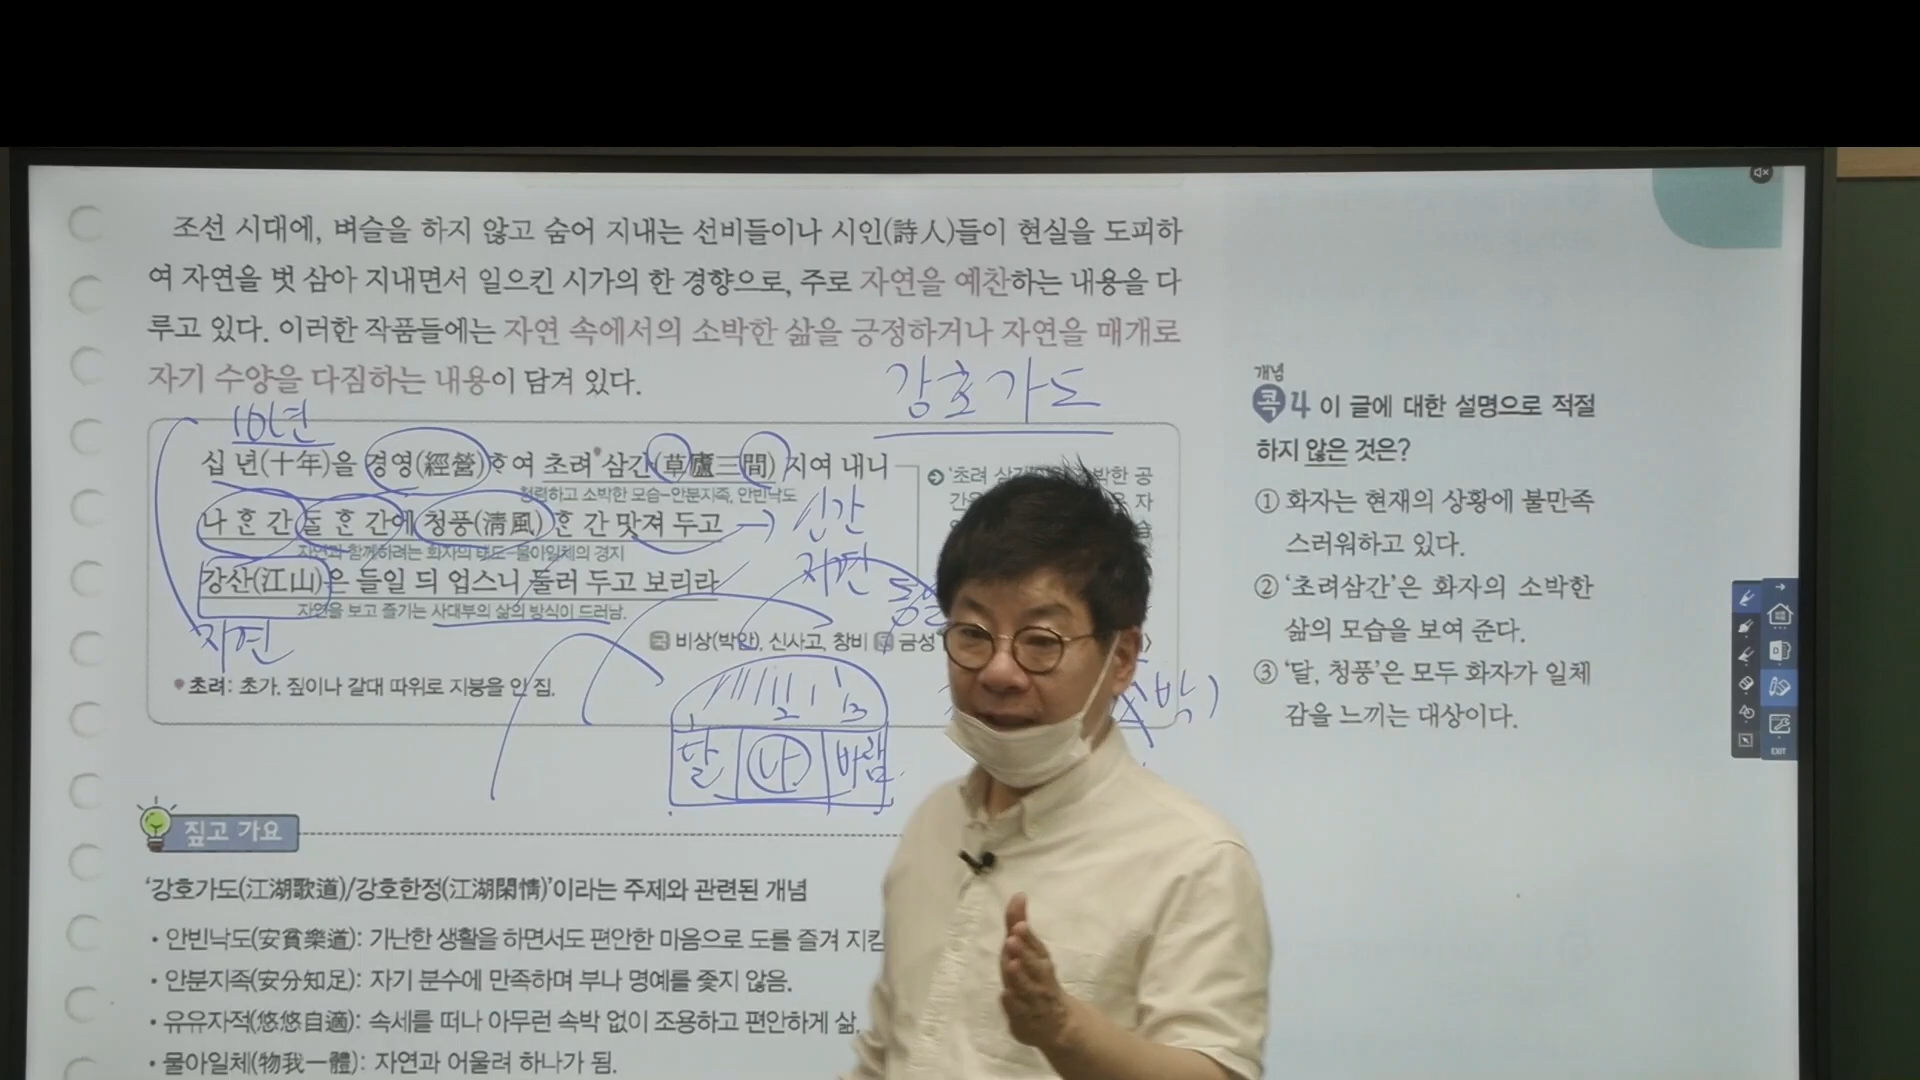 조선 시대에, 벼슬을 하지 않고 숨어 지내는 선비들이나 시인(詩人)들이 현실을 도피하
여 자연을 벗 삼아 지내면서 일으킨 시가의 한 경향으로, 주로 자연을 예찬하는 내용을 다
루고 있다. 이러한 작품들에는 자연 속에서의 소박한 삶을 긍정하거나 자연을 매개로
자기 수양을 다짐하는 내용이 담겨 있다.
강호가도
10년
십 년(十年)을 경영(經營)ᄒᆞ여 초려 삼간(草廬三間) 지여 내니
청렴하고 소박한 모습-안분지족, 안빈낙도
나 ᄒᆞᆫ 간 ᄃᆞᆯ ᄒᆞᆫ 간에 청풍(淸風) ᄒᆞᆫ 간 맛져 두고
자연과 함께하려는 화자의 태도-물아일체의 경지
강산(江山)은 들일 듸 업스니 둘러 두고 보리라
자연을 보고 즐기는 사대부의 삶의 방식이 드러남.
자연
인간
자연
국 비상(박안), 신사고, 창비 문 금성
초려: 초가. 짚이나 갈대 따위로 지붕을 인 집.
1 2 3
달 나 바람
박)
짚고 가요
‘강호가도(江湖歌道)/강호한정(江湖閑情)’이라는 주제와 관련된 개념
• 안빈낙도(安貧樂道): 가난한 생활을 하면서도 편안한 마음으로 도를 즐겨 지킴
• 안분지족(安分知足): 자기 분수에 만족하며 부나 명예를 좇지 않음.
• 유유자적(悠悠自適): 속세를 떠나 아무런 속박 없이 조용하고 편안하게 삶.
• 물아일체(物我一體): 자연과 어울려 하나가 됨.
개념
콕 4 이 글에 대한 설명으로 적절
하지 않은 것은?
① 화자는 현재의 상황에 불만족
스러워하고 있다.
② ‘초려삼간’은 화자의 소박한
삶의 모습을 보여 준다.
③ ‘달, 청풍’은 모두 화자가 일체
감을 느끼는 대상이다.
EXIT